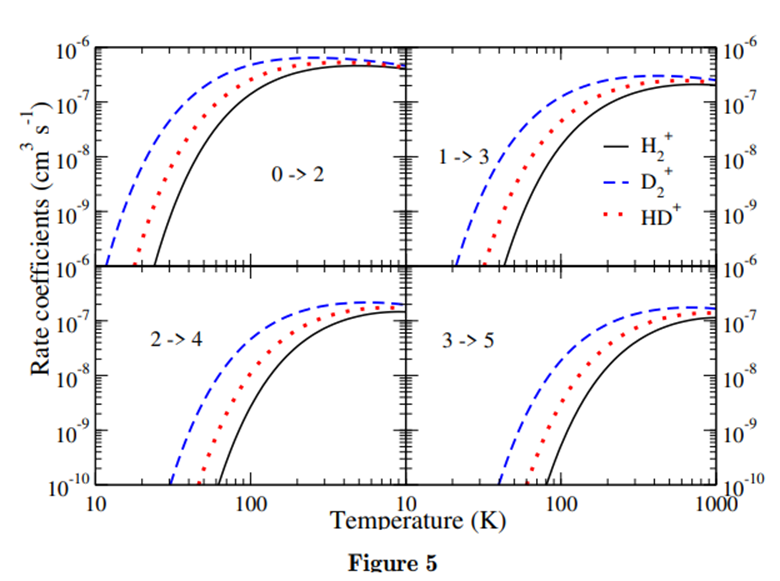 10⁻⁶ 10⁻⁶
10⁻⁷ 10⁻⁷
10⁻⁸ 10⁻⁸
10⁻⁹ 10⁻⁹
10⁻⁶ 10⁻⁶
10⁻⁷ 10⁻⁷
10⁻⁸ 10⁻⁸
10⁻⁹ 10⁻⁹
10⁻¹⁰ 10⁻¹⁰
Rate coefficients (cm³ s⁻¹)
0 -> 2
1 -> 3
H₂⁺
D₂⁺
HD⁺
2 -> 4
3 -> 5
10 100 10 100 1000
Temperature (K)
Figure 5